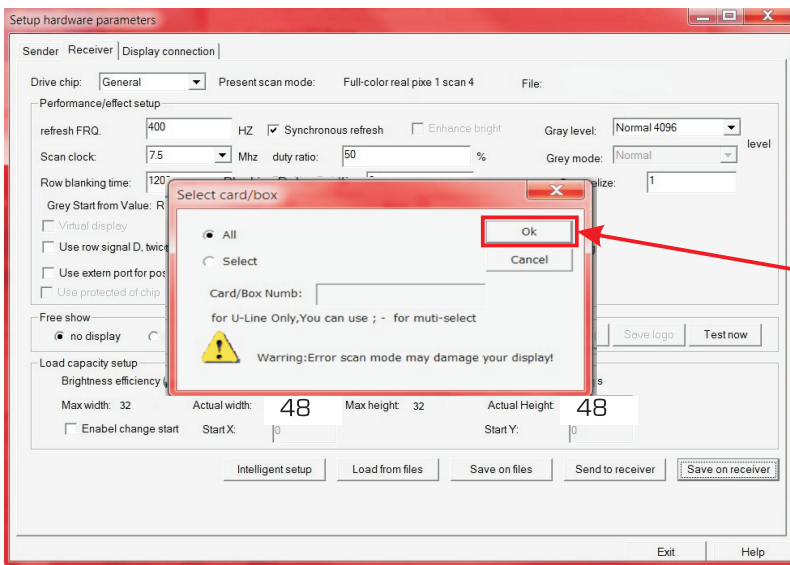 Setup hardware parameters
Sender Receiver Display connection
Drive chip: General Present scan mode: Full-color real pixe 1 scan 4 File:
Performance/effect setup
refresh FRQ. 400 HZ Synchronous refresh Enhance bright Gray level: Normal 4096 level
Scan clock: 7.5 Mhz duty ratio: 50 % Grey mode: Normal
Row blanking time: 1
Grey Start from Value: R
Select card/box
Virtual display
All Ok
Use row signal D, twice
Select Cancel
Use extern port for pos
Use protected of chip
Card/Box Numb:
for U-Line Only,You can use ; - for muti-select
Free show
no display Save logo Test now
Warring:Error scan mode may damage your display!
Load capacity setup
Brightness efficiency s
Max width: 32 Actual width: 48 Max height: 32 Actual Height: 48
Enabel change start Start X: 0 Start Y: 0
Intelligent setup Load from files Save on files Send to receiver Save on receiver
Exit Help